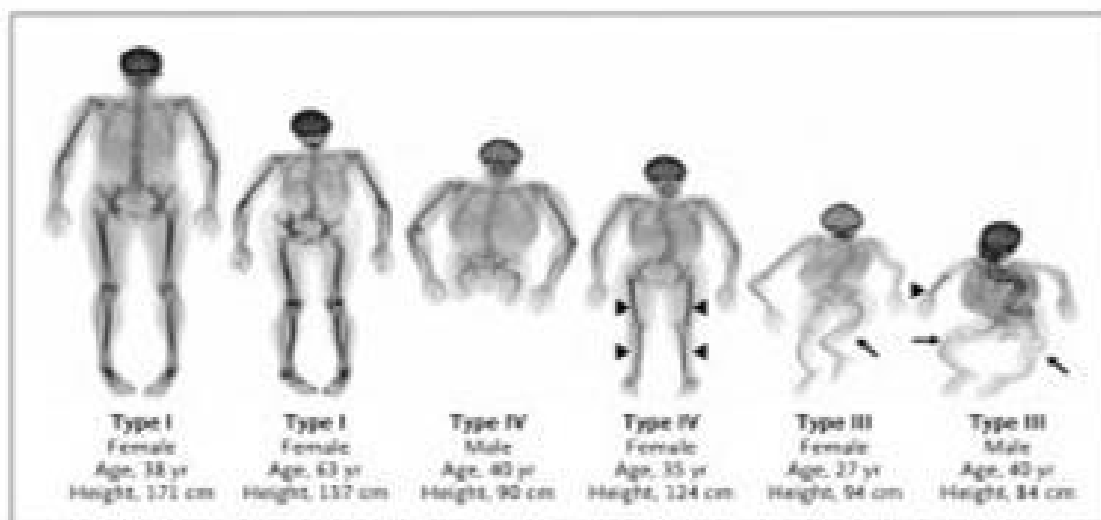 Type I
Female
Age, 38 yr
Height, 171 cm
Type I
Female
Age, 63 yr
Height, 137 cm
Type IV
Male
Age, 40 yr
Height, 90 cm
Type IV
Female
Age, 35 yr
Height, 124 cm
Type III
Female
Age, 27 yr
Height, 94 cm
Type III
Male
Age, 40 yr
Height, 84 cm